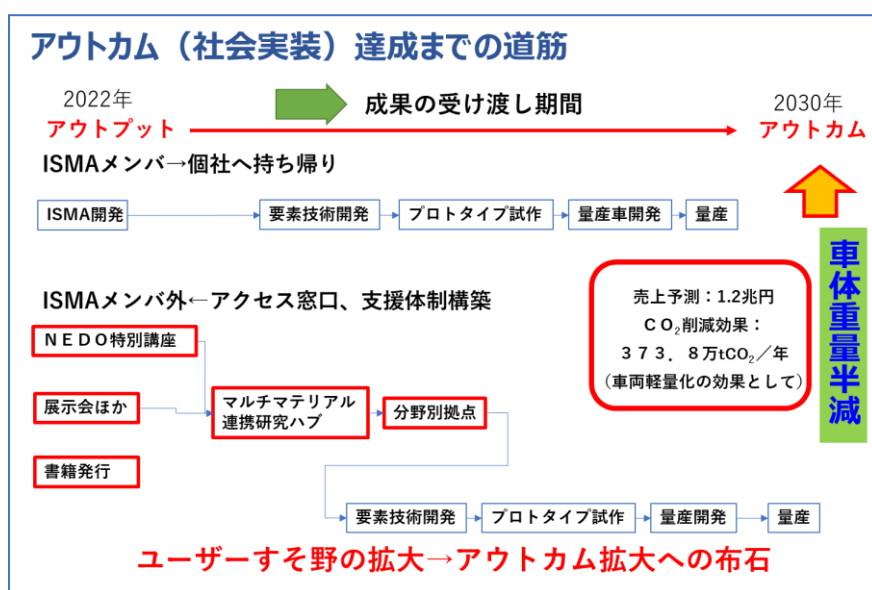 アウトカム（社会実装）達成までの道筋
2022年
アウトプット
成果の受け渡し期間
2030年
アウトカム
ISMAメンバ→個社へ持ち帰り
ISMA開発
要素技術開発
プロトタイプ試作
量産車開発
量産
車体重量半減
ISMAメンバ外←アクセス窓口、支援体制構築
売上予測：1.2兆円
ＣＯ₂削減効果：
３７３．８万tCO₂／年
（車両軽量化の効果として）
ＮＥＤＯ特別講座
展示会ほか
マルチマテリアル
連携研究ハブ
分野別拠点
書籍発行
要素技術開発
プロトタイプ試作
量産開発
量産
ユーザーすそ野の拡大→アウトカム拡大への布石